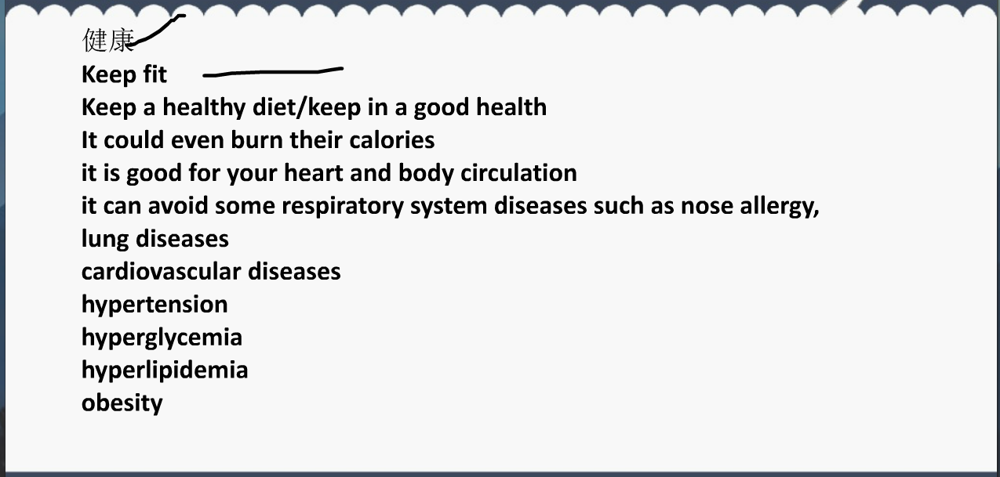 健康
Keep fit
Keep a healthy diet/keep in a good health
It could even burn their calories
it is good for your heart and body circulation
it can avoid some respiratory system diseases such as nose allergy,
lung diseases
cardiovascular diseases
hypertension
hyperglycemia
hyperlipidemia
obesity